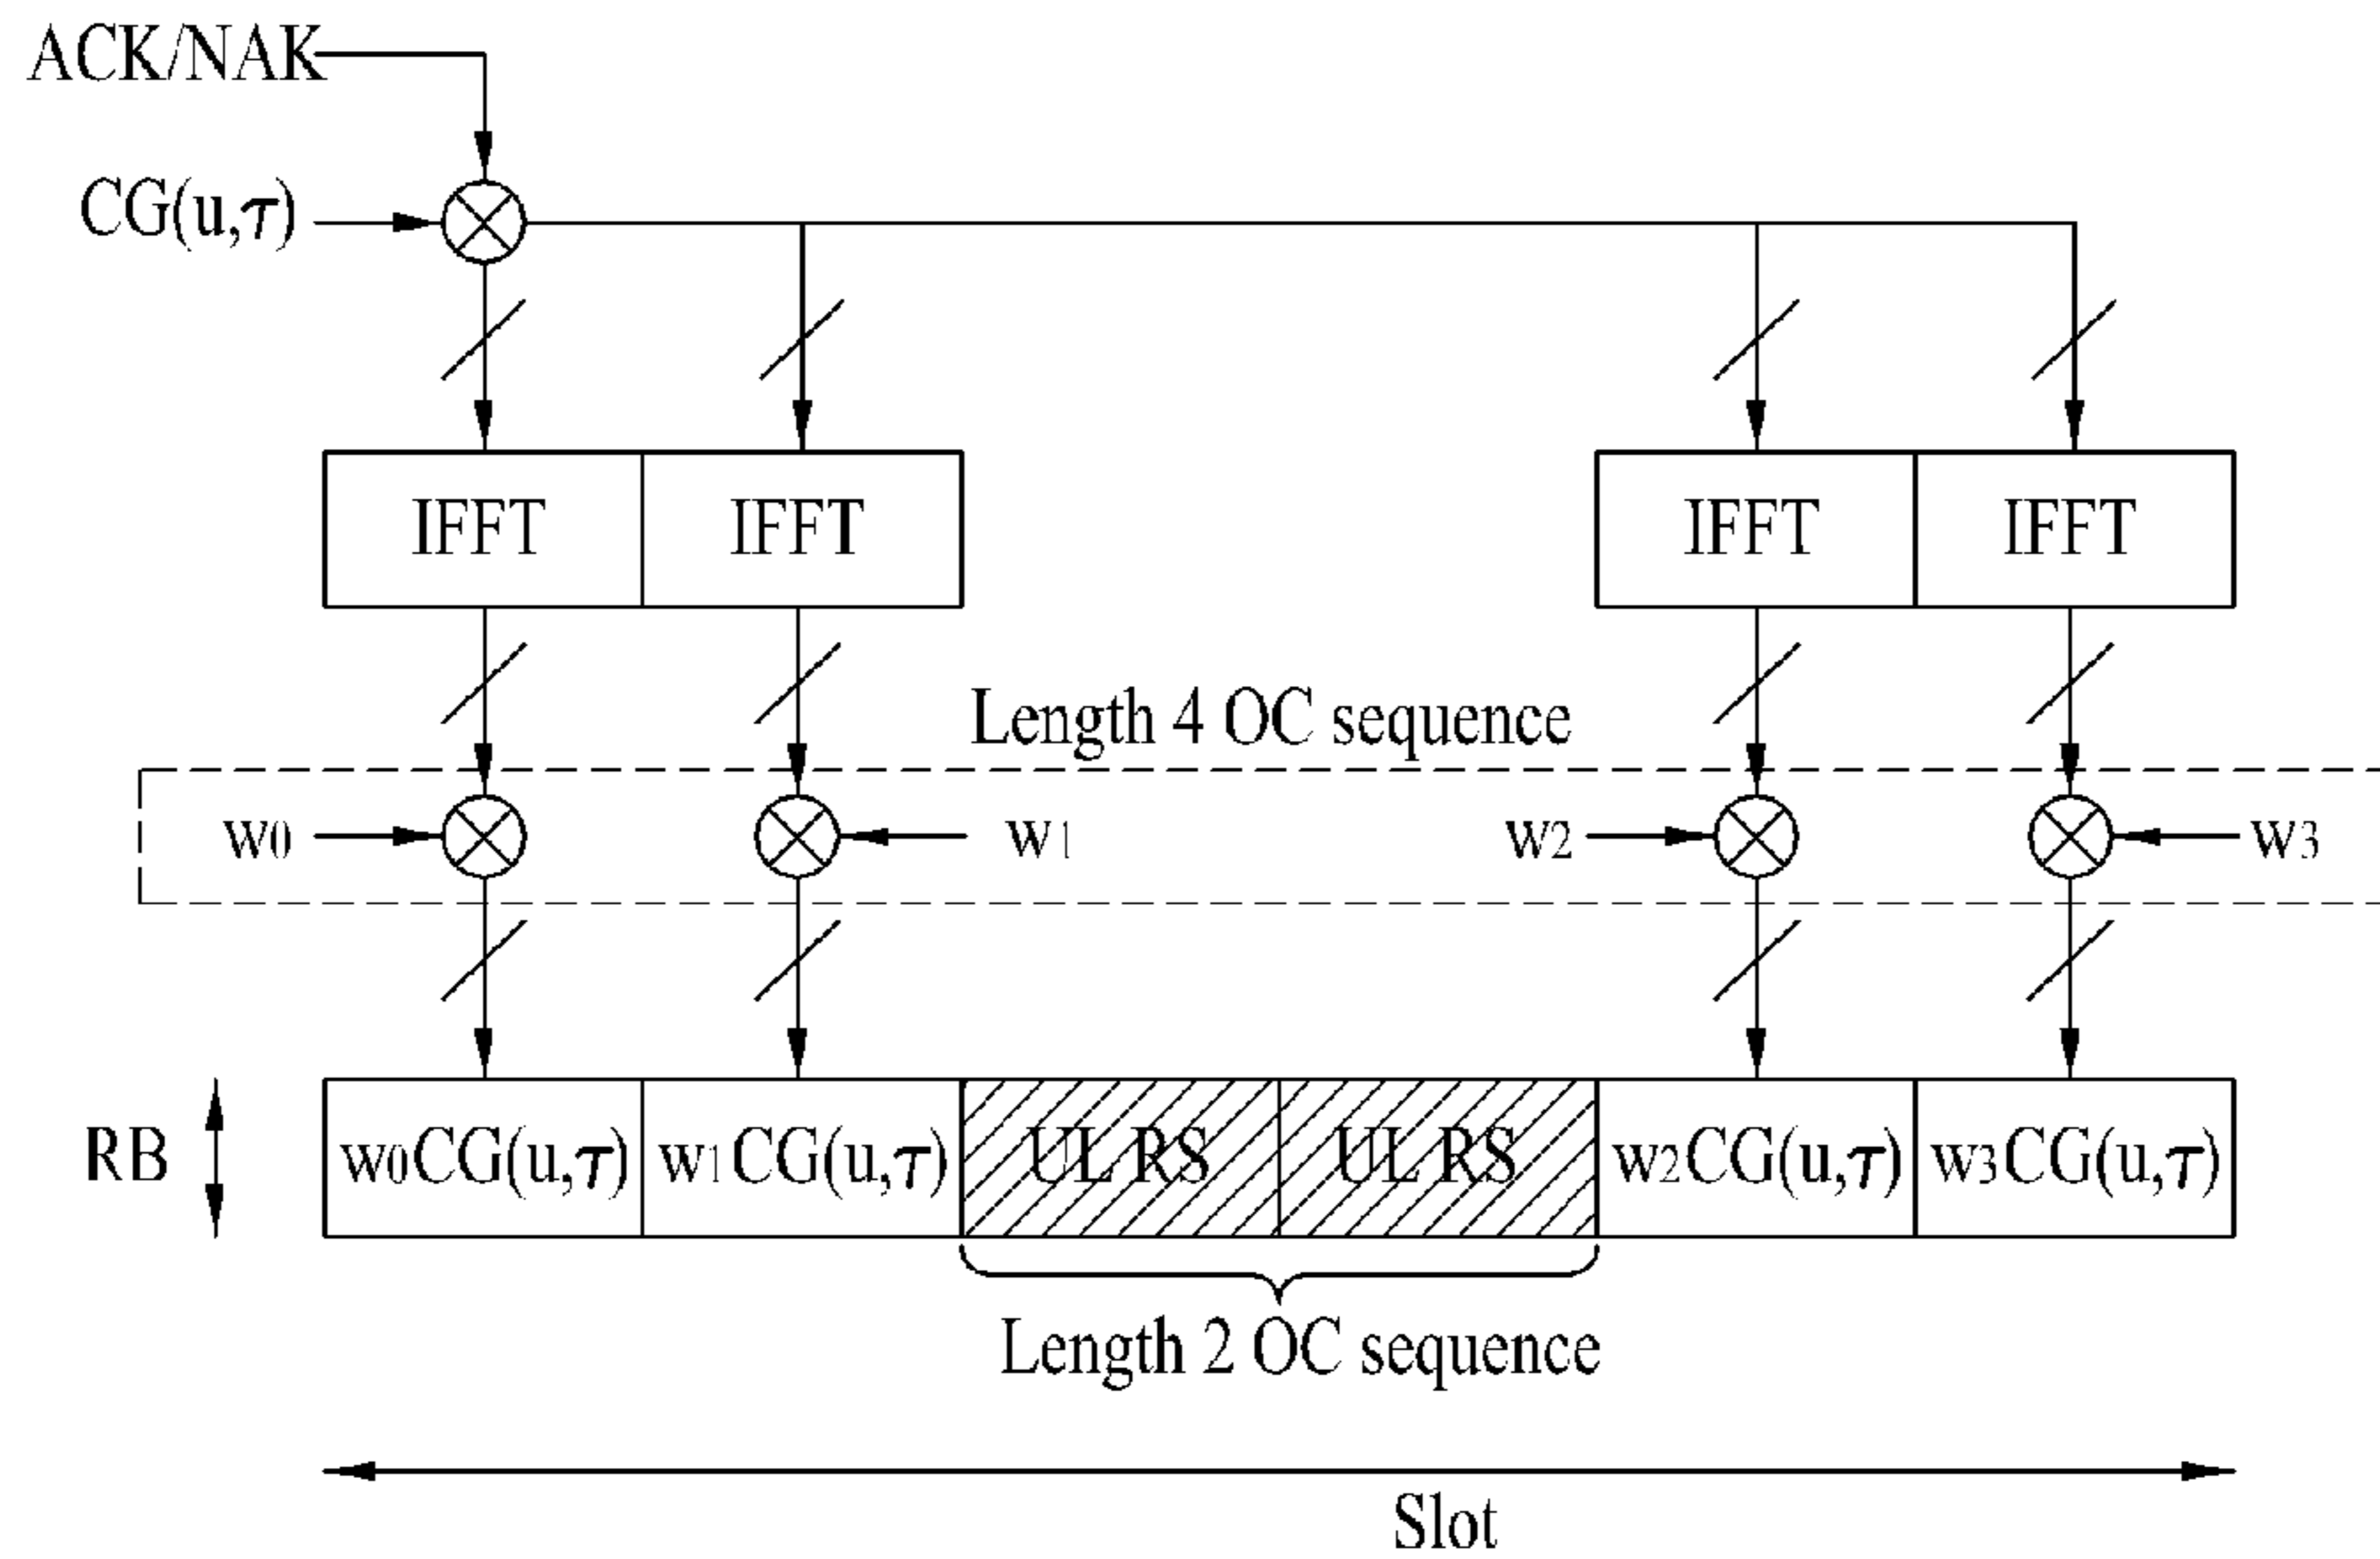 ACK/NAK
CG(u,τ)
IFFT IFFT IFFT IFFT
Length 4 OC sequence
w0 w1 w2 w3
RB w0CG(u,τ) w1CG(u,τ) UL RS UL RS w2CG(u,τ) w3CG(u,τ)
Length 2 OC sequence
Slot